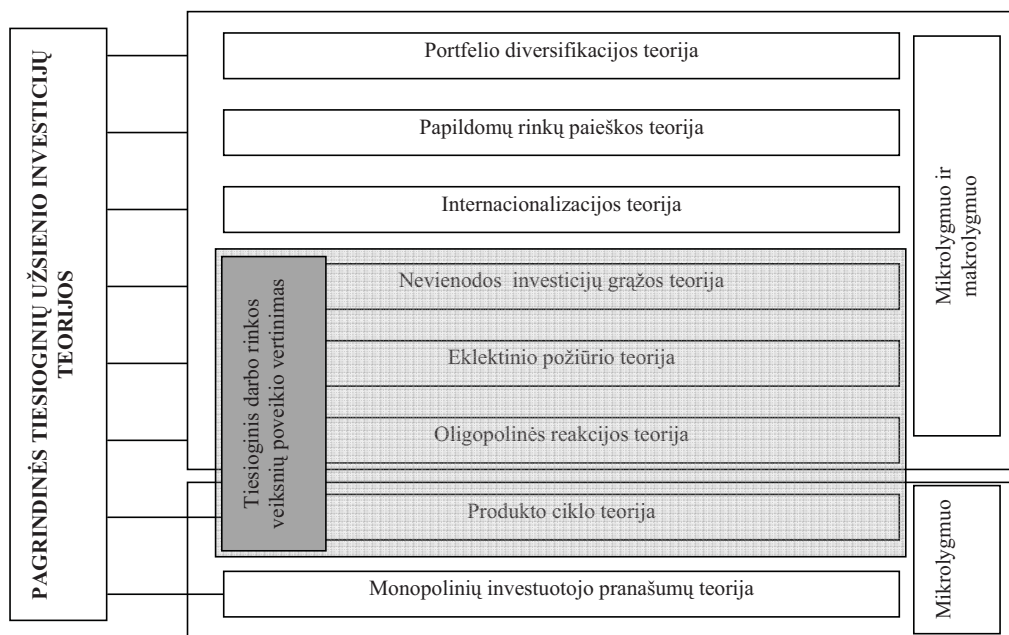 PAGRINDINĖS TIESIOGINIŲ UŽSIENIO INVESTICIJŲ
TEORIJOS
Portfelio diversifikacijos teorija
Papildomų rinkų paieškos teorija
Internacionalizacijos teorija
Tiesioginis darbo rinkos
veiksnių poveikio vertinimas
Nevienodos investicijų grąžos teorija
Eklektinio požiūrio teorija
Oligopolinės reakcijos teorija
Produkto ciklo teorija
Monopolinių investuotojo pranašumų teorija
Mikrolygmuo ir
makrolygmuo
Mikrolygmuo